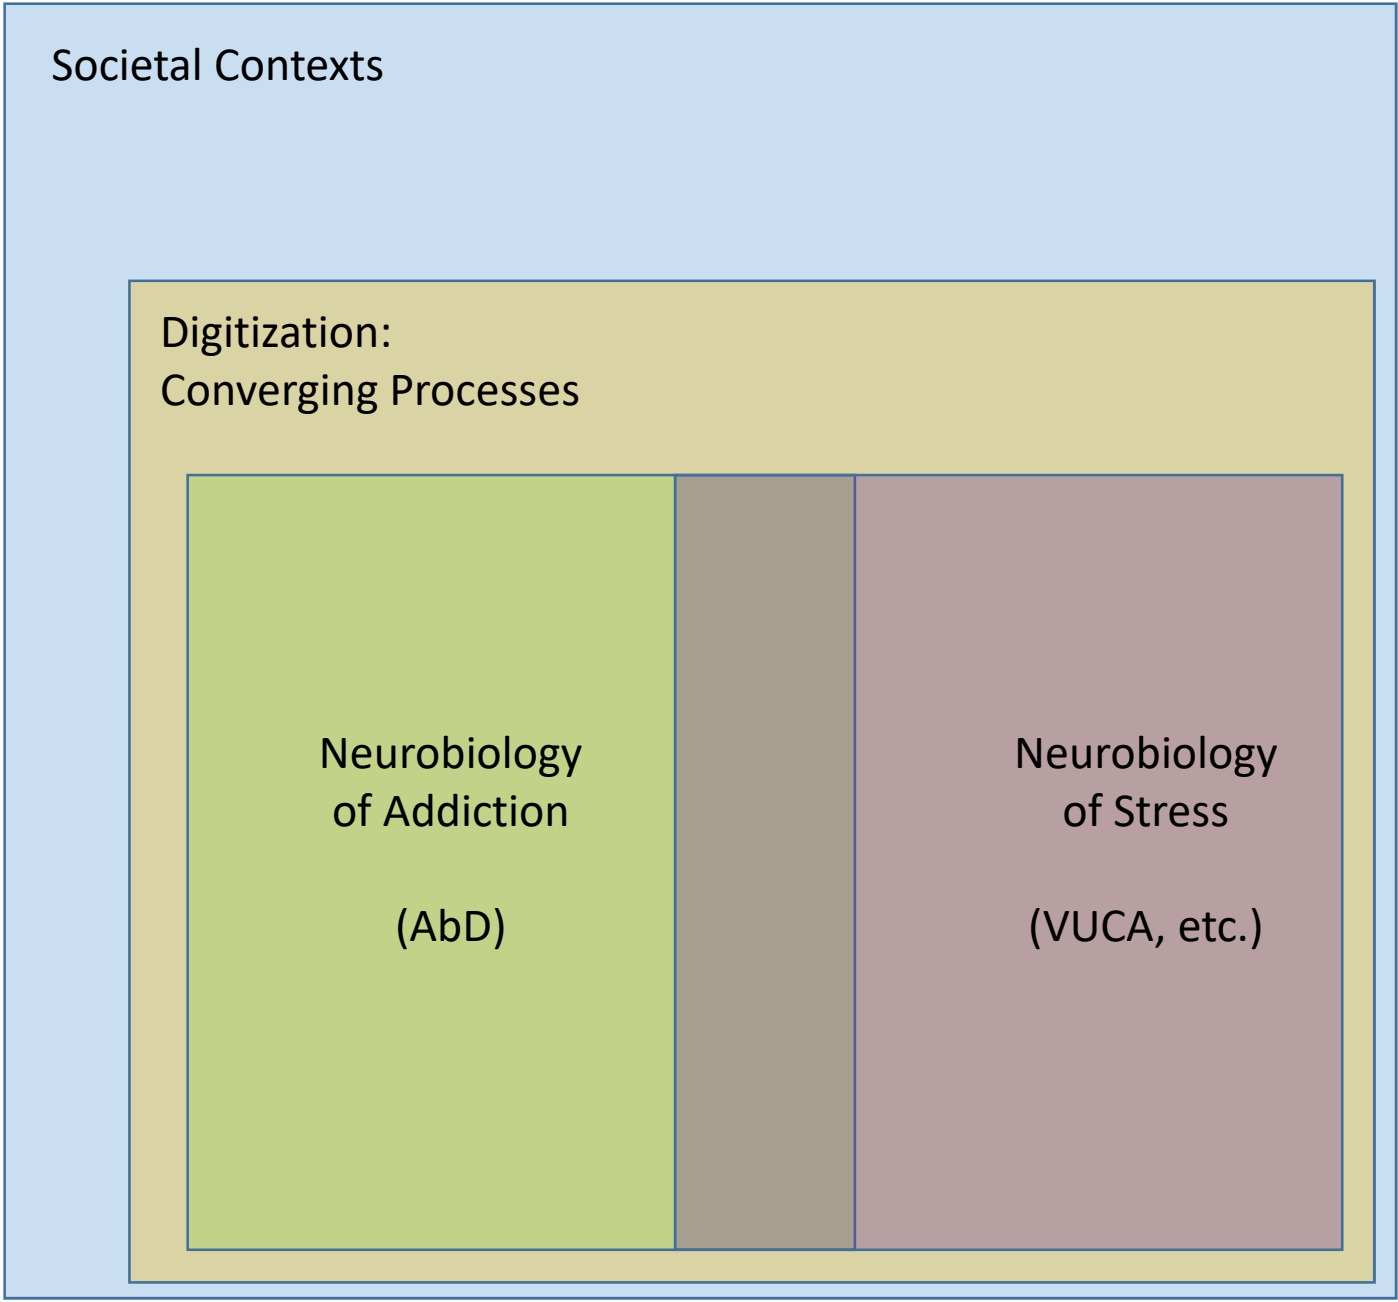 Societal Contexts
Digitization:
Converging Processes
Neurobiology
of Addiction
(AbD)
Neurobiology
of Stress
(VUCA, etc.)